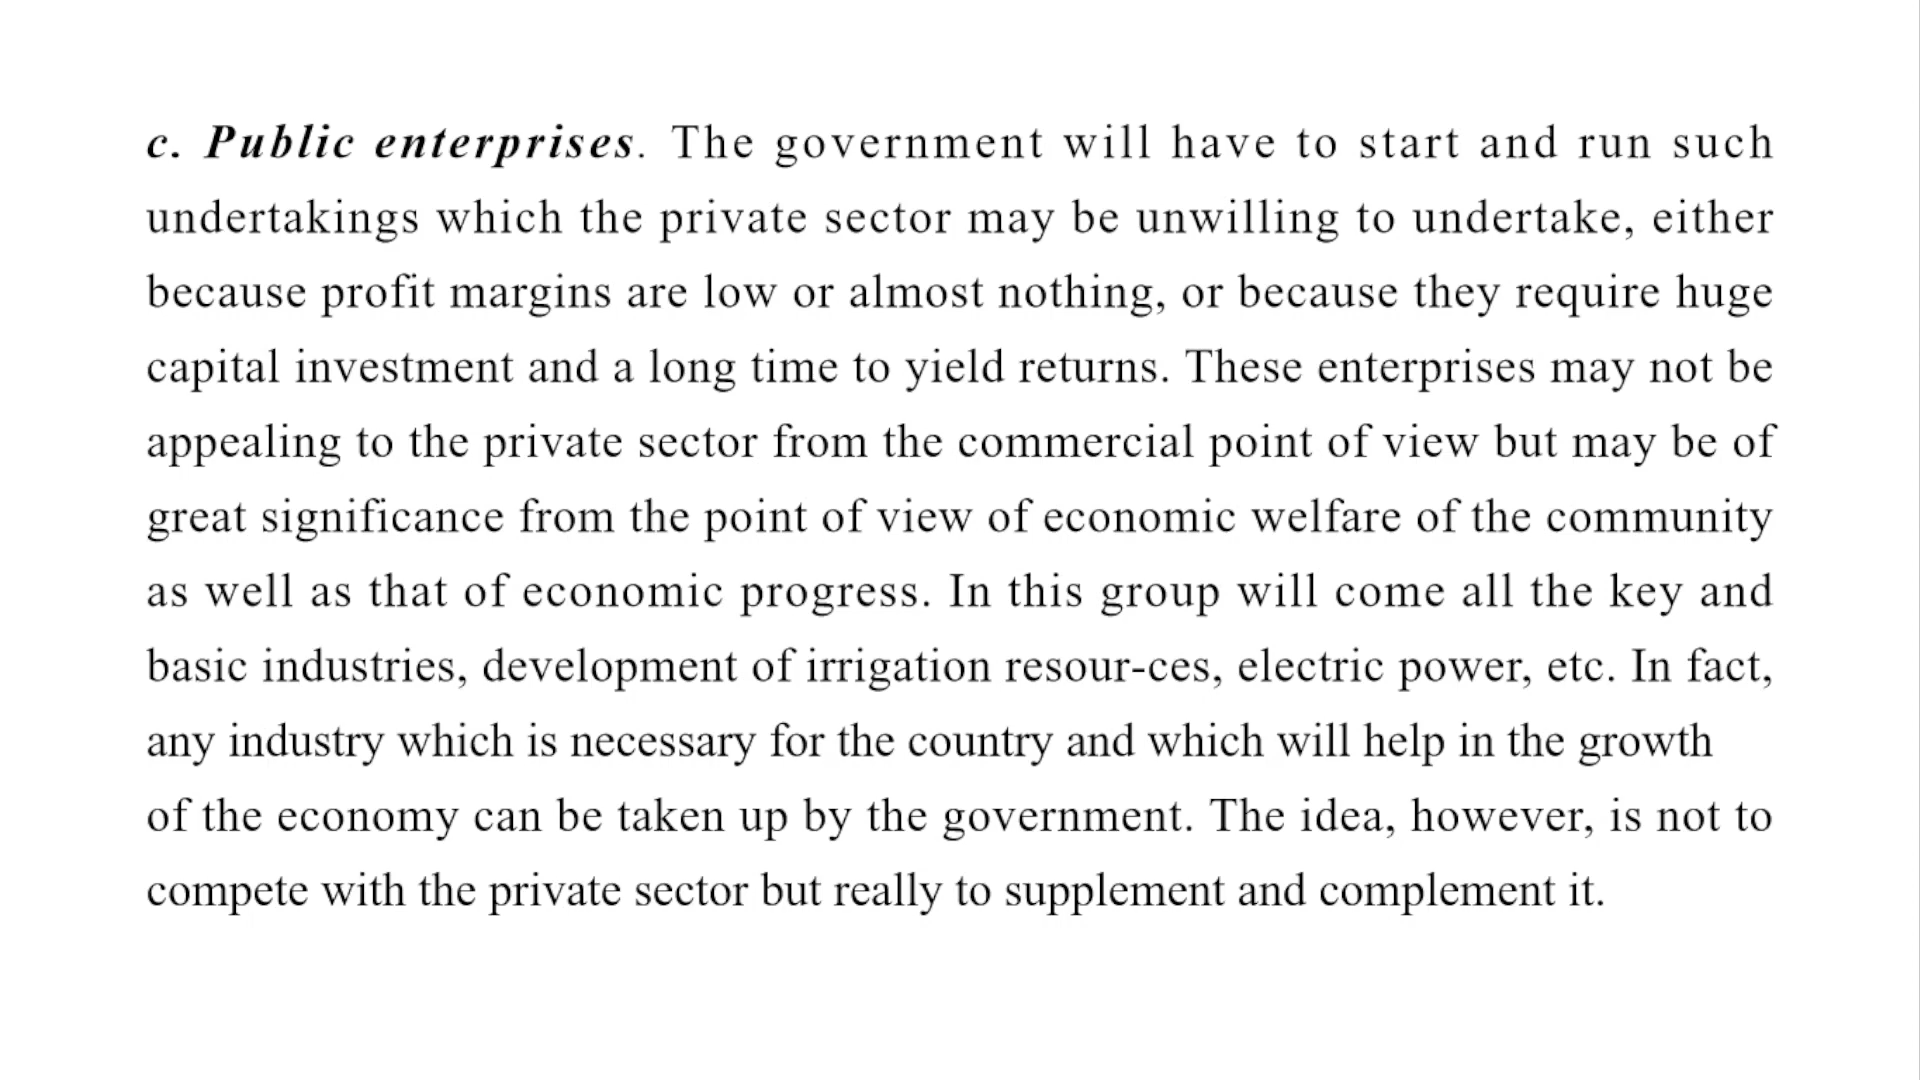 c. Public enterprises. The government will have to start and run such
undertakings which the private sector may be unwilling to undertake, either
because profit margins are low or almost nothing, or because they require huge
capital investment and a long time to yield returns. These enterprises may not be
appealing to the private sector from the commercial point of view but may be of
great significance from the point of view of economic welfare of the community
as well as that of economic progress. In this group will come all the key and
basic industries, development of irrigation resour-ces, electric power, etc. In fact,
any industry which is necessary for the country and which will help in the growth
of the economy can be taken up by the government. The idea, however, is not to
compete with the private sector but really to supplement and complement it.